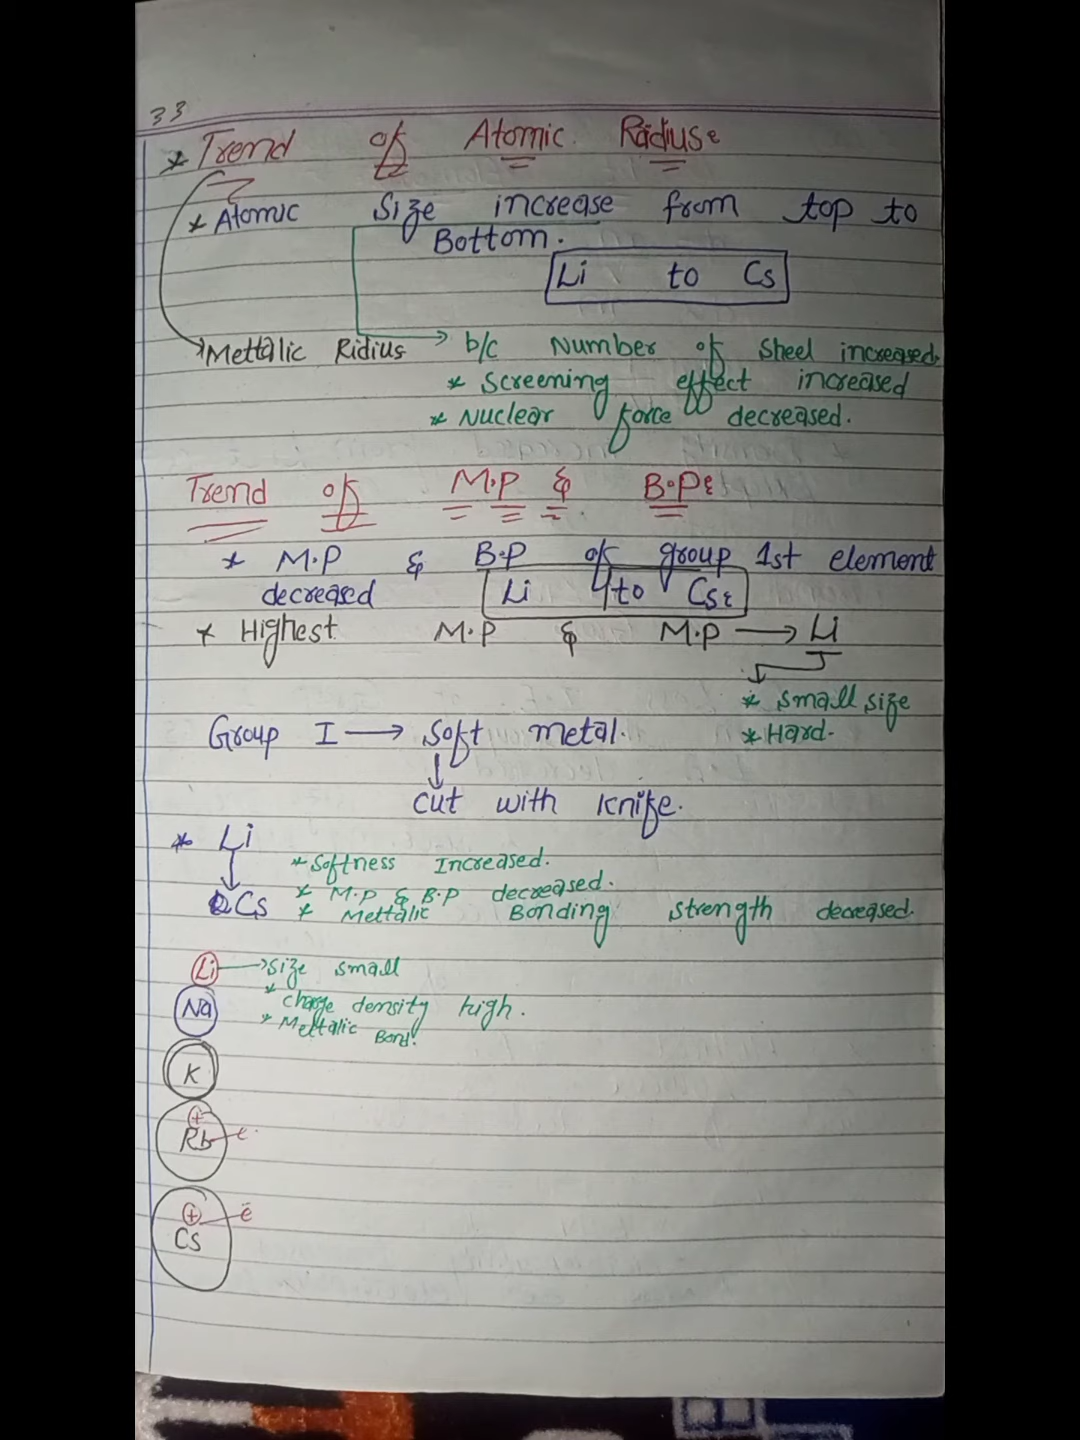 33
* Trend of Atomic Radius:
* Atomic Size increase from top to
Bottom.
Li to Cs
Mettalic Ridius b/c Number of Sheel increased.
* Screening effect increased
* Nuclear force decreased.
Trend of M.P & B.P:
* M.P & B.P of group 1st element
decreased Li to Cs:
* Highest M.P & M.P → Li
* Small size
* Hard.
Group I → Soft metal.
↓
cut with knife.
* Li
↓
Cs
* Softness Increased.
* M.P & B.P decreased.
* Mettalic Bonding strength decreased.
Li → Size small
* Charge density high.
* Mettalic Bond.
Na
K
+
Rb e-
+ e-
Cs